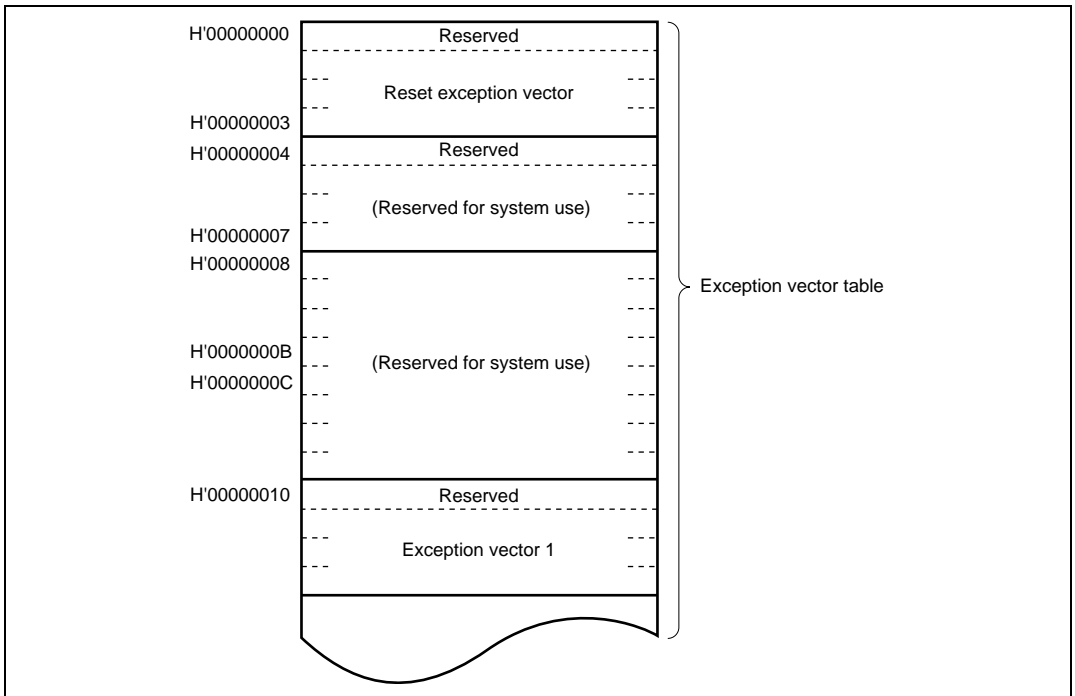 H'00000000
Reserved
Reset exception vector
H'00000003
H'00000004
Reserved
(Reserved for system use)
H'00000007
H'00000008
Exception vector table
H'0000000B
(Reserved for system use)
H'0000000C
H'00000010
Reserved
Exception vector 1